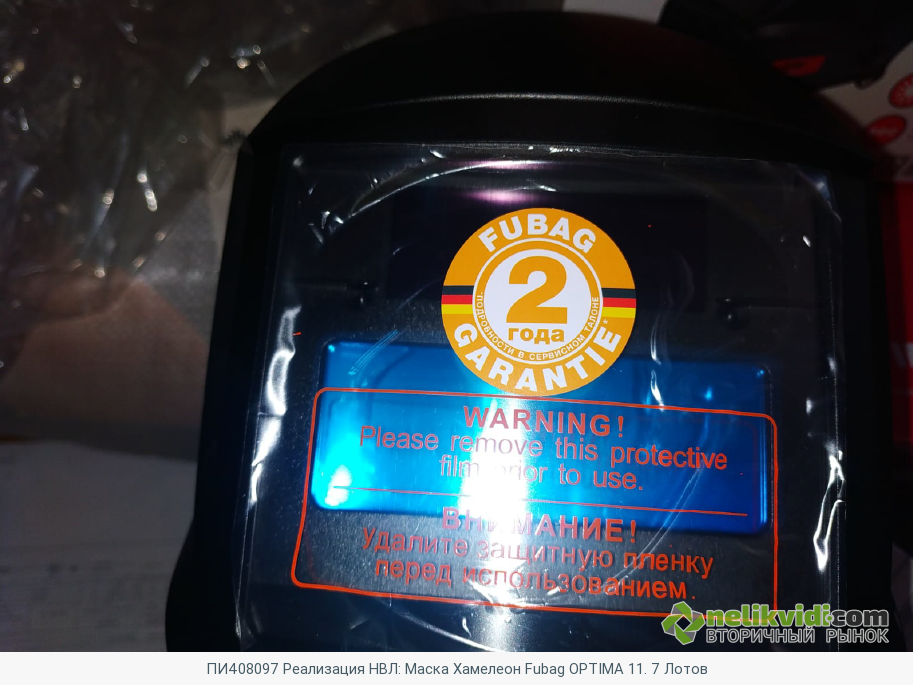 FUBAG
2
года
·ПОДРОБНОСТИ В СЕРВИСНОМ ТАЛОНЕ·
GARANTIE*
WARNING!
Please remove this protective
film prior to use.
ВНИМАНИЕ!
Удалите защитную пленку
перед использованием.
nelikvidi.com
ВТОРИЧНЫЙ РЫНОК
ПИ408097 Реализация НВЛ: Маска Хамелеон Fubag OPTIMA 11. 7 Лотов